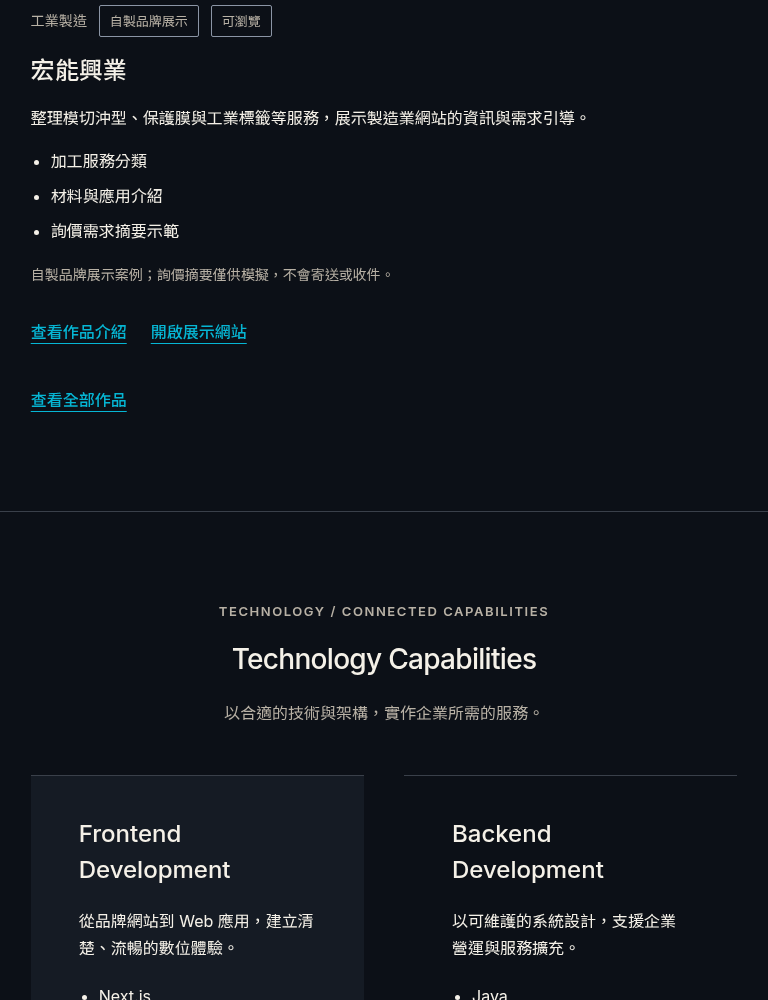 工業製造 自製品牌展示 可瀏覽
宏能興業
整理模切沖型、保護膜與工業標籤等服務，展示製造業網站的資訊與需求引導。
• 加工服務分類
• 材料與應用介紹
• 詢價需求摘要示範
自製品牌展示案例；詢價摘要僅供模擬，不會寄送或收件。
查看作品介紹 開啟展示網站
查看全部作品
TECHNOLOGY / CONNECTED CAPABILITIES
Technology Capabilities
以合適的技術與架構，實作企業所需的服務。
Frontend
Development
從品牌網站到 Web 應用，建立清
楚、流暢的數位體驗。
• Next.js
Backend
Development
以可維護的系統設計，支援企業
營運與服務擴充。
• Java